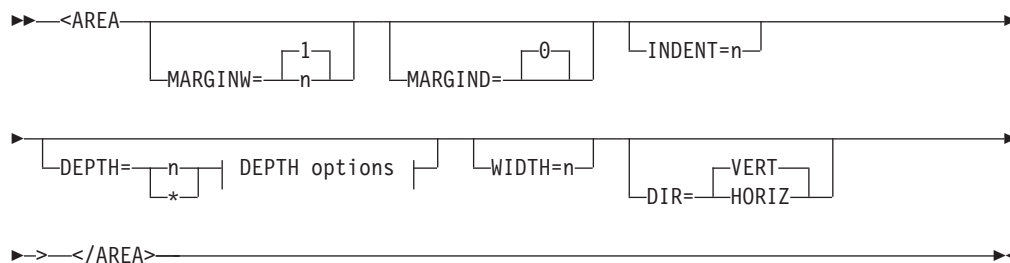 <AREA
1
MARGINW= n
0
MARGIND=
INDENT=n
DEPTH= n DEPTH options
*
WIDTH=n
VERT
DIR= HORIZ
> </AREA>